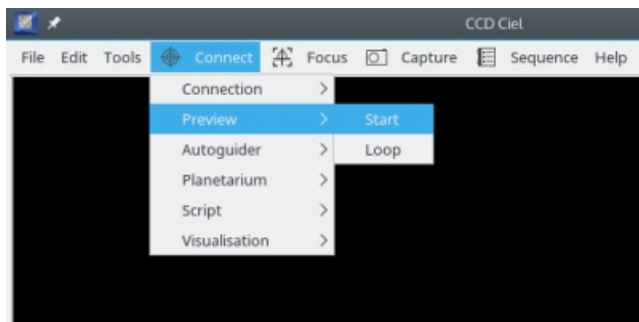 CCD Ciel
File Edit Tools Connect Focus Capture Sequence Help
Connection
Preview Start
Autoguider Loop
Planetarium
Script
Visualisation